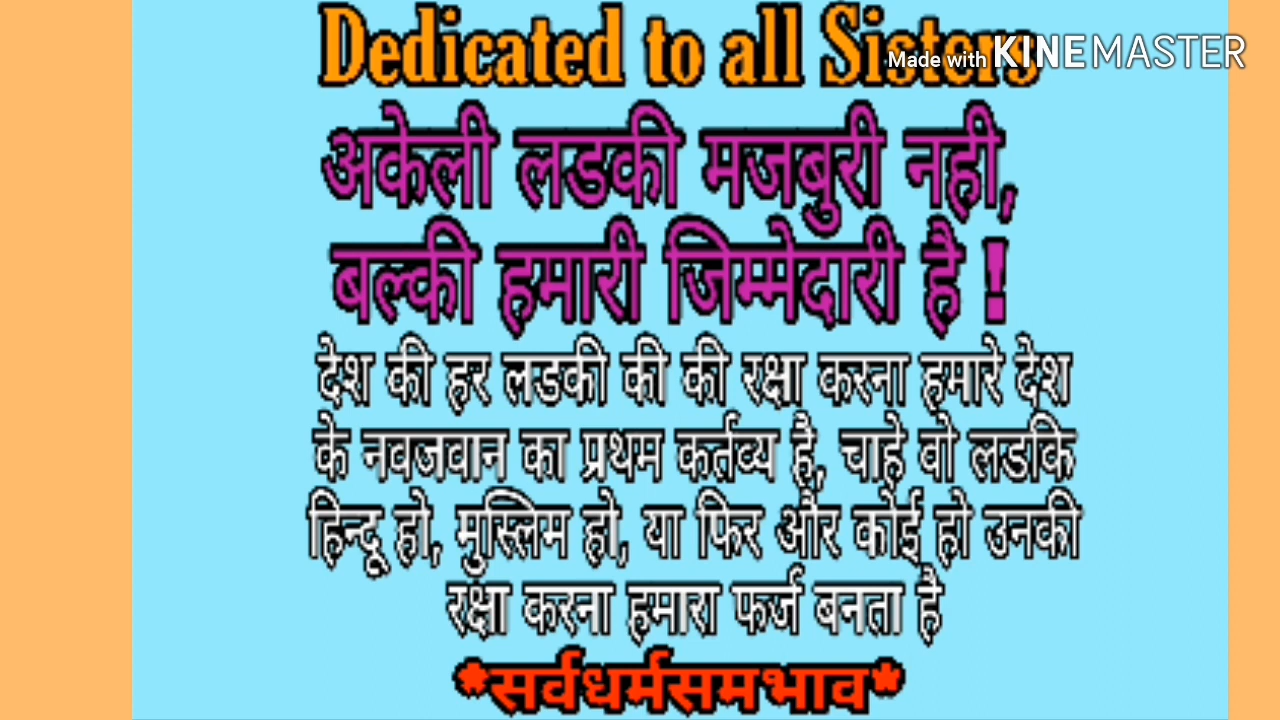 Dedicated to all Sisters
Made with KINEMASTER
अकेली लडकी मजबुरी नही,
बल्की हमारी जिम्मेदारी है !
देश की हर लडकी की की रक्षा करना हमारे देश
के नवजवान का प्रथम कर्तव्य है, चाहे वो लडकि
हिन्दू हो, मुस्लिम हो, या फिर और कोई हो उनकी
रक्षा करना हमारा फर्ज बनता है
*सर्वधर्मसमभाव*